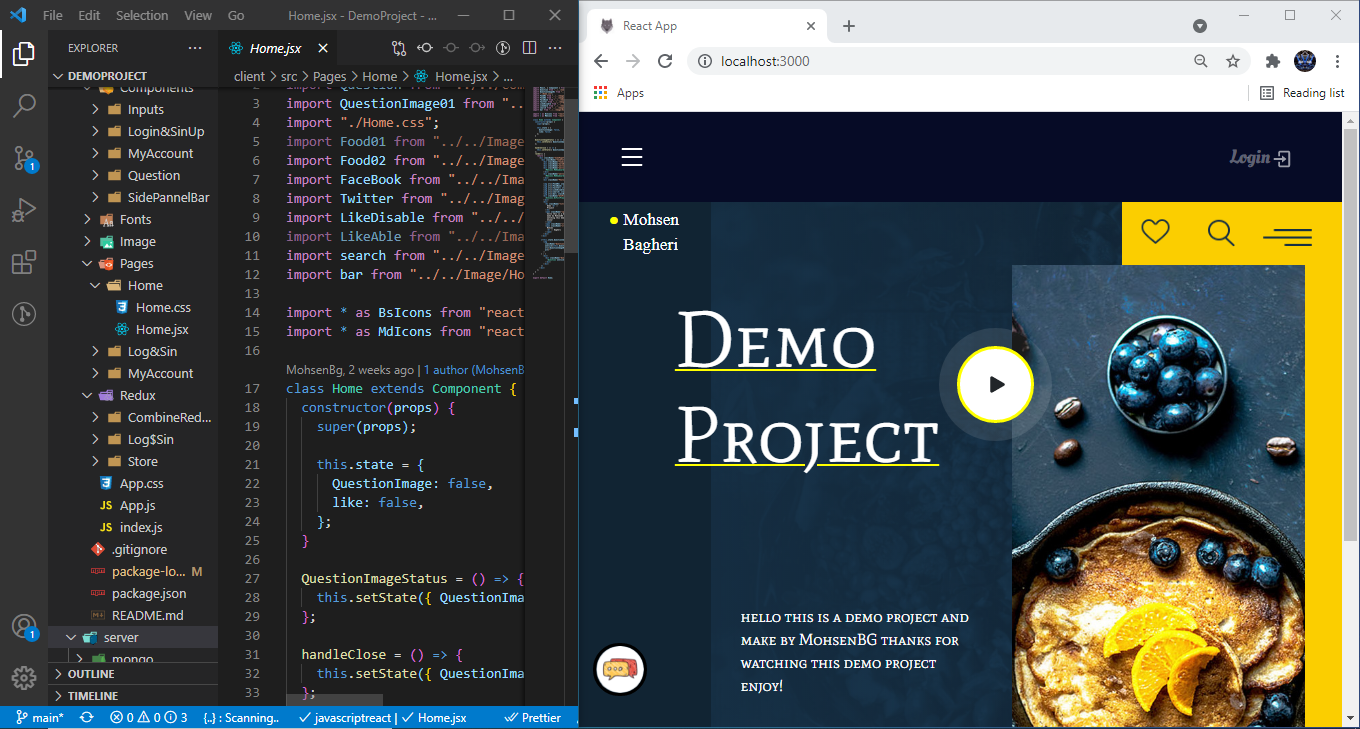 File Edit Selection View Go Home.jsx - DemoProject - ...
EXPLORER
DEMOPROJECT
Components
Inputs
Login&SinUp
MyAccount
Question
SidePannelBar
Fonts
Image
Pages
Home
Home.css
Home.jsx
Log&Sin
MyAccount
Redux
CombineRed...
Log$Sin
Store
App.css
JS App.js
JS index.js
.gitignore
package-lo... M
package.json
README.md
server
mongo
OUTLINE
TIMELINE
1
1
Home.jsx
client > src > Pages > Home > Home.jsx > ...
2 import Question from "../../Com
3 import QuestionImage01 from "..
4 import "./Home.css";
5 import Food01 from "../../Image
6 import Food02 from "../../Image
7 import FaceBook from "../../Ima
8 import Twitter from "../../Imag
9 import LikeDisable from "../../
10 import LikeAble from "../../Ima
11 import search from "../../Image
12 import bar from "../../Image/Ho
13
14 import * as BsIcons from "react
15 import * as MdIcons from "react
16
MohsenBg, 2 weeks ago | 1 author (MohsenB
17 class Home extends Component {
18 constructor(props) {
19 super(props);
20
21 this.state = {
22 QuestionImage: false,
23 like: false,
24 };
25 }
26
27 QuestionImageStatus = () => {
28 this.setState({ QuestionIma
29 };
30
31 handleClose = () => {
32 this.setState({ QuestionIma
33 };
main* 0 0 3 {..} : Scanning.. javascriptreact | Home.jsx Prettier
React App
localhost:3000
Apps
Reading list
Login
Mohsen
Bagheri
Demo
Project
hello this is a demo project and
make by MohsenBG thanks for
watching this demo project
enjoy!